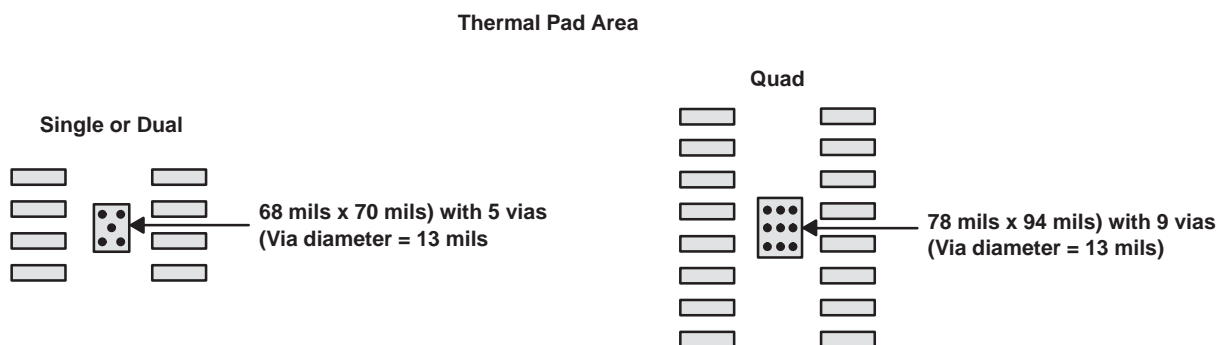 Thermal Pad Area
Single or Dual
68 mils x 70 mils) with 5 vias
(Via diameter = 13 mils
Quad
78 mils x 94 mils) with 9 vias
(Via diameter = 13 mils)